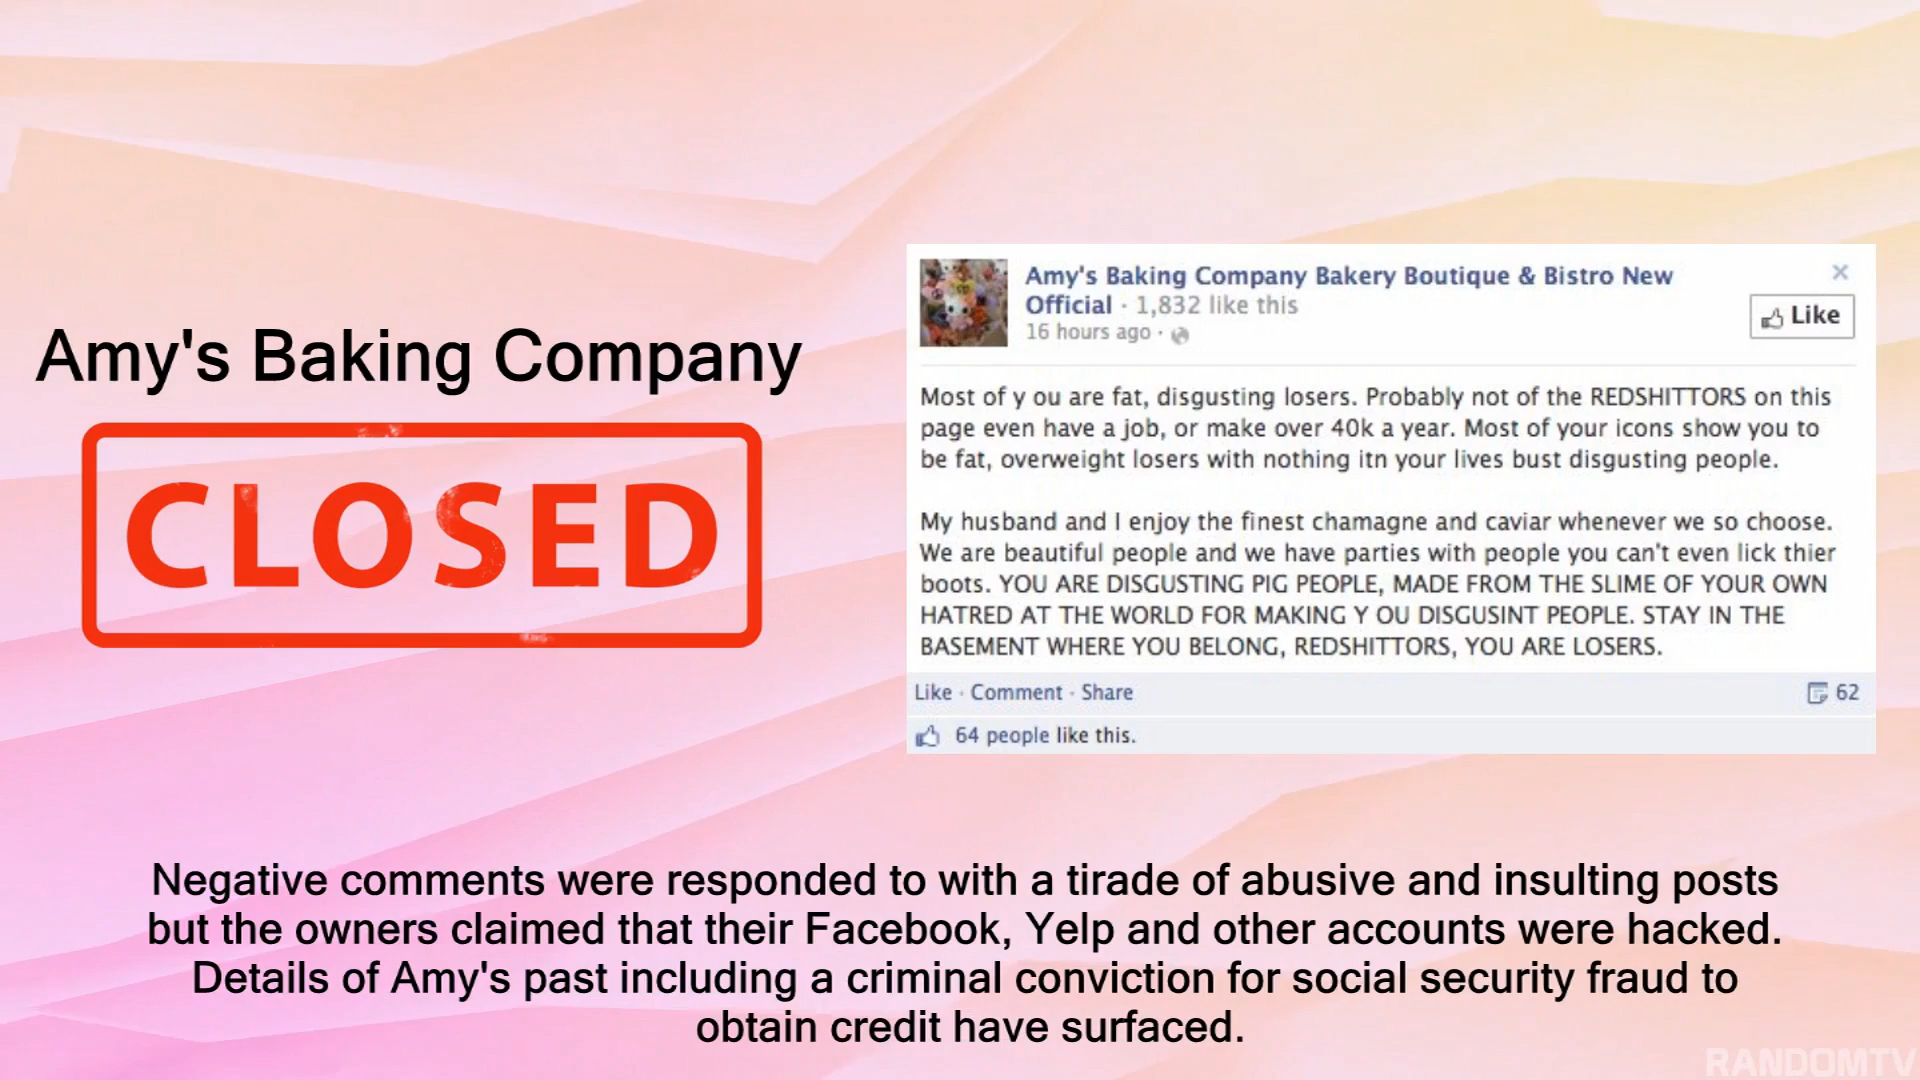 Amy's Baking Company
CLOSED
Amy's Baking Company Bakery Boutique & Bistro New
Official · 1,832 like this
16 hours ago ·
Like
Most of y ou are fat, disgusting losers. Probably not of the REDSHITTORS on this
page even have a job, or make over 40k a year. Most of your icons show you to
be fat, overweight losers with nothing itn your lives bust disgusting people.
My husband and I enjoy the finest chamagne and caviar whenever we so choose.
We are beautiful people and we have parties with people you can't even lick thier
boots. YOU ARE DISGUSTING PIG PEOPLE, MADE FROM THE SLIME OF YOUR OWN
HATRED AT THE WORLD FOR MAKING Y OU DISGUSINT PEOPLE. STAY IN THE
BASEMENT WHERE YOU BELONG, REDSHITTORS, YOU ARE LOSERS.
Like · Comment · Share
62
64 people like this.
Negative comments were responded to with a tirade of abusive and insulting posts
but the owners claimed that their Facebook, Yelp and other accounts were hacked.
Details of Amy's past including a criminal conviction for social security fraud to
obtain credit have surfaced.
RANDOMTV